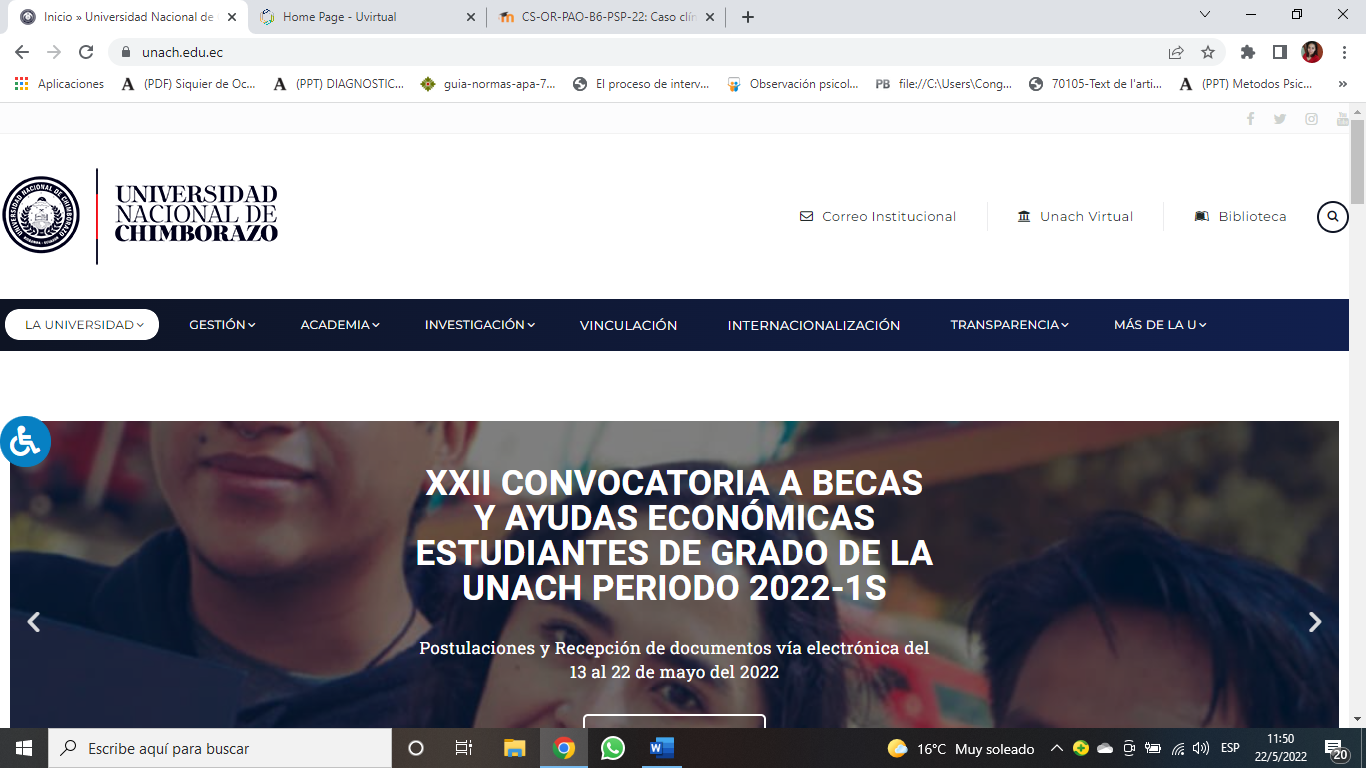 Inicio » Universidad Nacional de
Home Page - Uvirtual
CS-OR-PAO-B6-PSP-22: Caso clín
unach.edu.ec
Aplicaciones
(PDF) Siquier de Oc...
(PPT) DIAGNOSTIC...
guia-normas-apa-7...
El proceso de interv...
Observación psicol...
PB file://C:\Users\Cong...
70105-Text de l'arti...
(PPT) Metodos Psic...
»
UNIVERSIDAD
NACIONAL DE
CHIMBORAZO
Correo Institucional
Unach Virtual
Biblioteca
LA UNIVERSIDAD
GESTIÓN
ACADEMIA
INVESTIGACIÓN
VINCULACIÓN
INTERNACIONALIZACIÓN
TRANSPARENCIA
MÁS DE LA U
XXII CONVOCATORIA A BECAS
Y AYUDAS ECONÓMICAS
ESTUDIANTES DE GRADO DE LA
UNACH PERIODO 2022-1S
Postulaciones y Recepción de documentos vía electrónica del
13 al 22 de mayo del 2022
Escribe aquí para buscar
16°C Muy soleado
ESP
11:50
22/5/2022
20